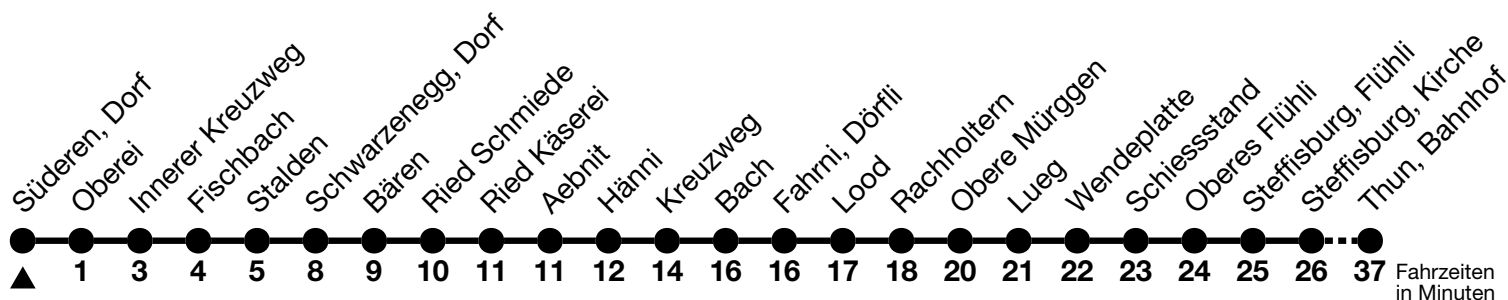 Süderen, Dorf
Oberei
Innerer Kreuzweg
Fischbach
Stalden
Schwarzenegg, Dorf
Bären
Ried Schmiede
Ried Käserei
Aebnit
Hänni
Kreuzweg
Bach
Fahrni, Dörfli
Lood
Rachholtern
Obere Mürggen
Lueg
Wendeplatte
Schiessstand
Oberes Flühli
Steffisburg, Flühli
Steffisburg, Kirche
Thun, Bahnhof
1 3 4 5 8 9 10 11 11 12 14 16 16 17 18 20 21 22 23 24 25 26 37 Fahrzeiten
in Minuten